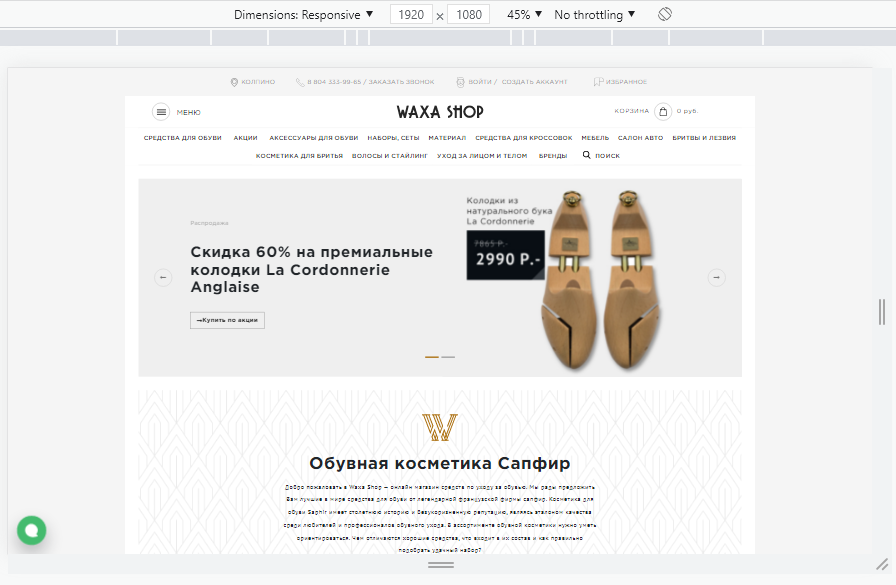 Dimensions: Responsive ▼ 1920 × 1080 45% ▼ No throttling ▼
КОЛПИНО 8 804 333-99-65 / ЗАКАЗАТЬ ЗВОНОК ВОЙТИ / СОЗДАТЬ АККАУНТ ИЗБРАННОЕ
МЕНЮ WAXA SHOP КОРЗИНА 0 руб.
СРЕДСТВА ДЛЯ ОБУВИ АКЦИИ АКСЕССУАРЫ ДЛЯ ОБУВИ НАБОРЫ, СЕТЫ МАТЕРИАЛ СРЕДСТВА ДЛЯ КРОССОВОК МЕБЕЛЬ САЛОН АВТО БРИТВЫ И ЛЕЗВИЯ
КОСМЕТИКА ДЛЯ БРИТЬЯ ВОЛОСЫ И СТАЙЛИНГ УХОД ЗА ЛИЦОМ И ТЕЛОМ БРЕНДЫ ПОИСК
Распродажа
Скидка 60% на премиальные
колодки La Cordonnerie
Anglaise
→Купить по акции
Колодки из
натурального бука
La Cordonnerie
7865 Р.-
2990 Р.-
←
→
W
Обувная косметика Сапфир
Добро пожаловать в Waxa Shop – онлайн магазин средств по уходу за обувью. Мы рады предложить
Вам лучшие в мире средства для обуви от легендарной французской фирмы сапфир. Косметика для
обуви Saphir имеет столетнюю историю и безукоризненную репутацию, являясь эталоном качества
среди любителей и профессионалов обувного ухода. В ассортименте обувной косметики нужно уметь
ориентироваться. Чем отличаются хорошие средства, что входит в их состав и как правильно
подобрать удачный набор?